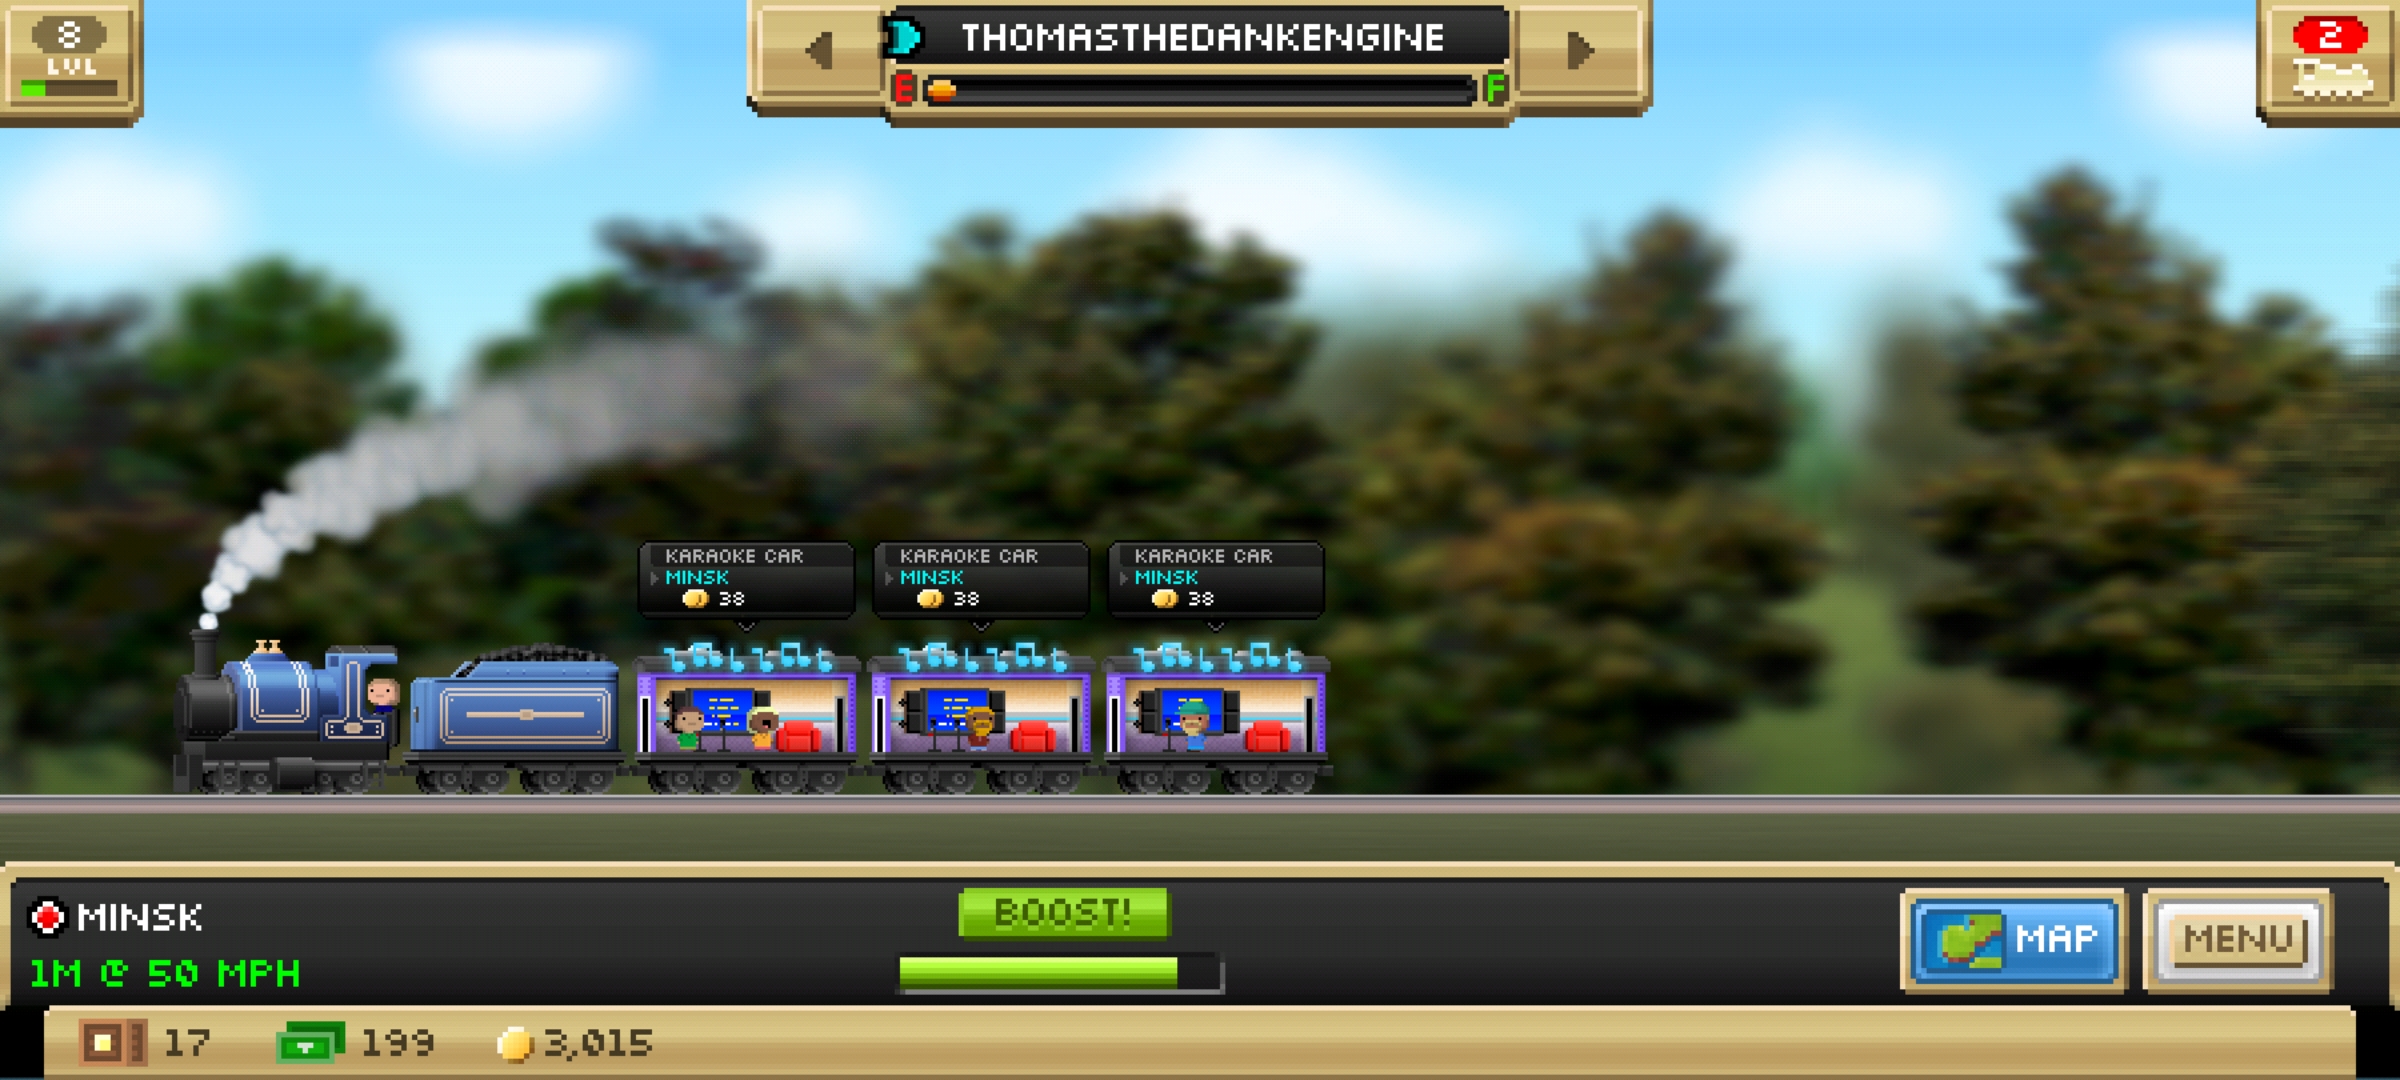 8
LVL
THOMASTHEDANKENGINE
E F
2
KARAOKE CAR
MINSK
38
KARAOKE CAR
MINSK
38
KARAOKE CAR
MINSK
38
MINSK
1M @ 50 MPH
BOOST!
MAP
MENU
17
199
3,015